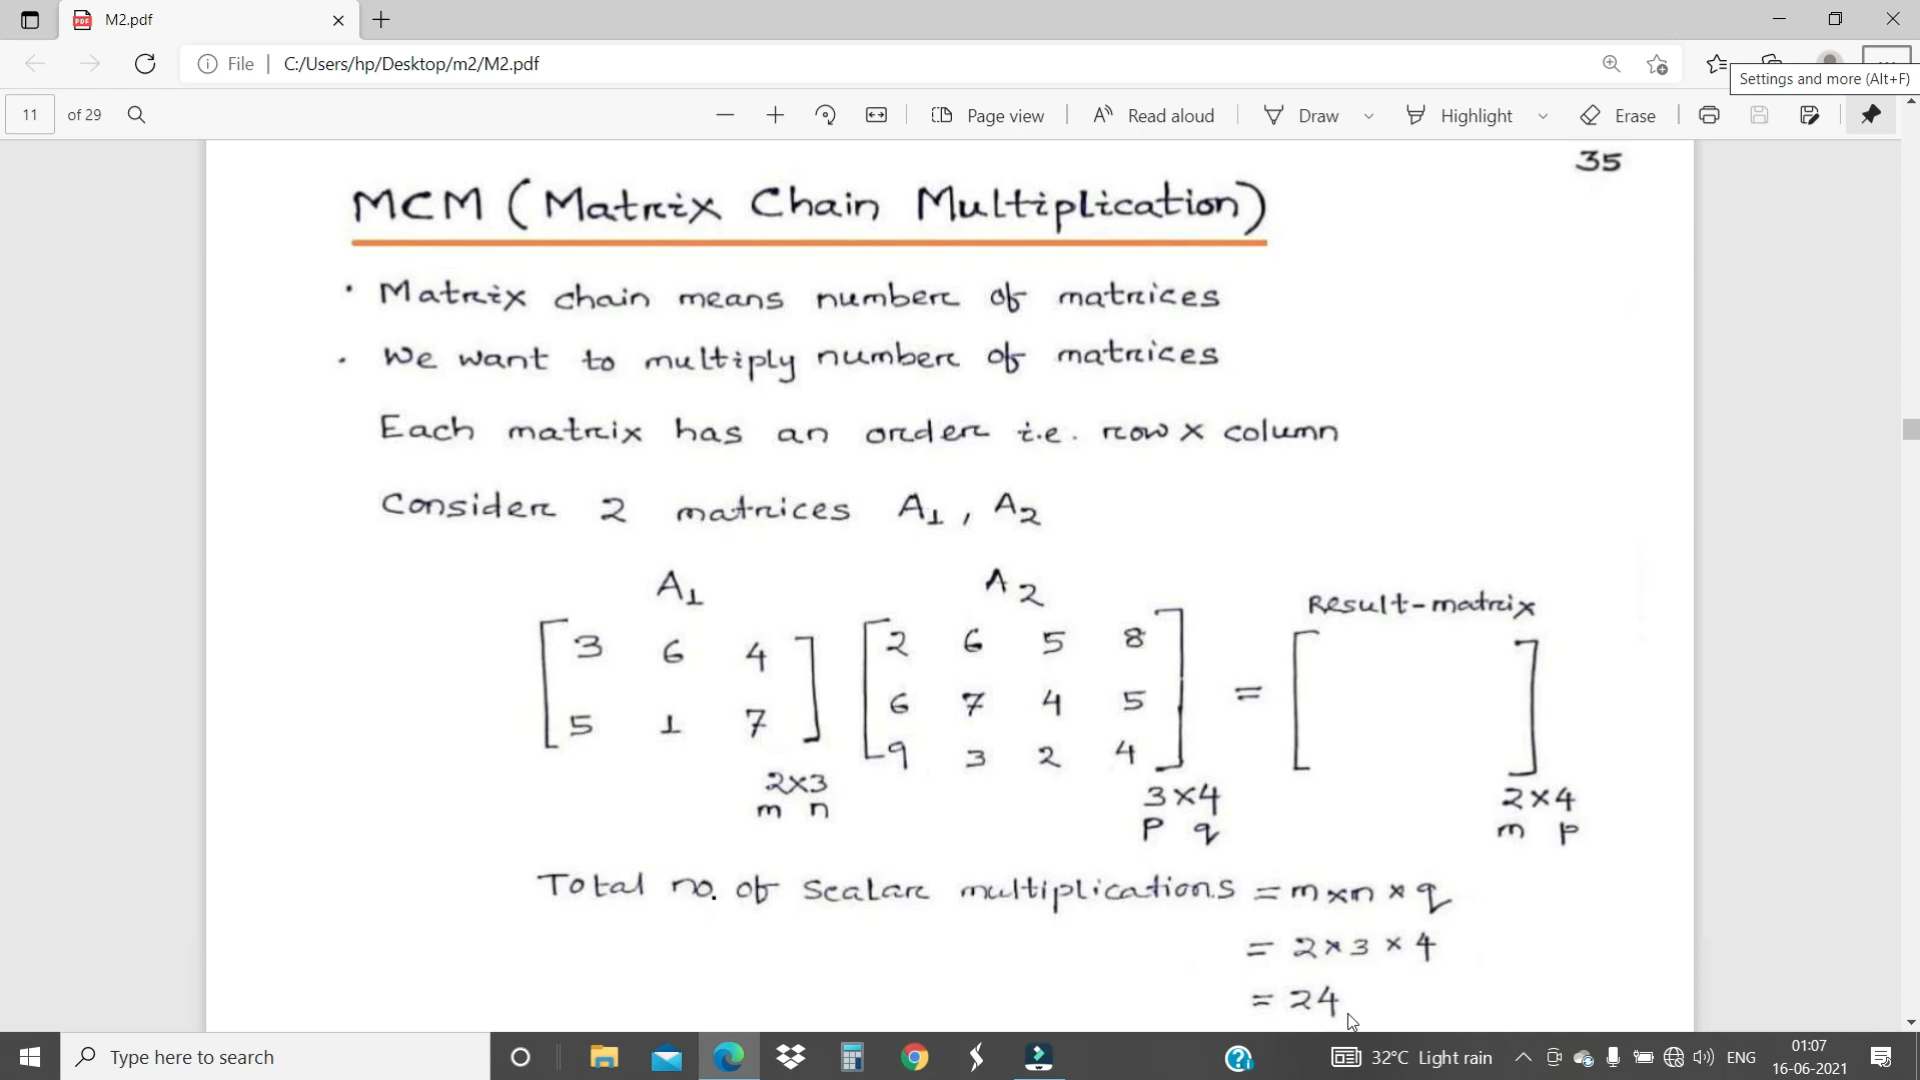 M2.pdf
File C:/Users/hp/Desktop/m2/M2.pdf
Settings and more (Alt+F)
11 of 29 Page view Read aloud Draw Highlight Erase
35
MCM (Matrix Chain Multiplication)
• Matrix chain means number of matrices
• We want to multiply number of matrices
Each matrix has an order i.e. row x column
Consider 2 matrices A1, A2
A1 A2 Result-matrix
3 6 4 2 6 5 8
6 7 4 5 =
5 1 7
9 3 2 4
2x3 3x4 2x4
m n p q m p
Total no. of scalar multiplications = m x n x q
= 2 x 3 x 4
= 24
Type here to search
32°C Light rain
ENG
01:07
16-06-2021